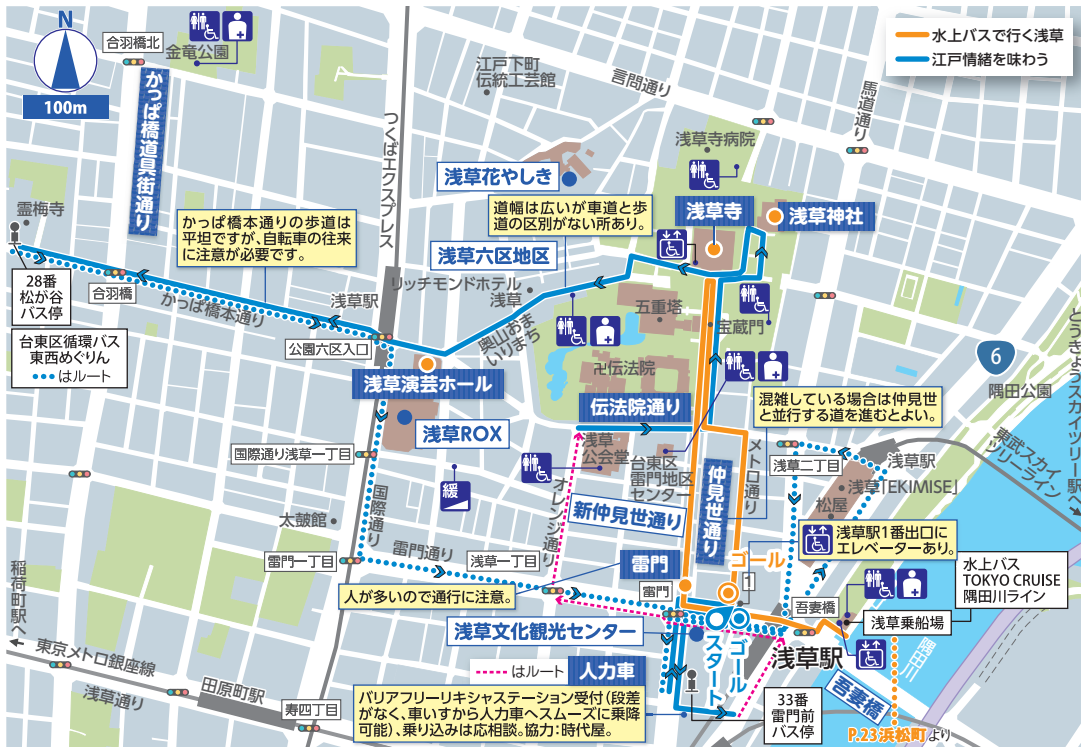 N
100m
水上バスで行く浅草
江戸情緒を味わう
合羽橋北
金竜公園
かっぱ橋道具街通り
つくばエクスプレス
江戸下町
伝統工芸館
言問通り
馬道通り
浅草寺病院
浅草花やしき
浅草寺
浅草神社
霊梅寺
かっぱ橋本通りの歩道は
平坦ですが、自転車の往来
に注意が必要です。
道幅は広いが車道と歩
道の区別がない所あり。
浅草六区地区
28番
松が谷
バス停
合羽橋
かっぱ橋本通り
浅草駅
リッチモンドホテル
浅草
五重塔
宝蔵門
台東区循環バス
東西めぐりん
はルート
公園六区入口
奥山おま
いりまち
卍伝法院
浅草演芸ホール
伝法院通り
混雑している場合は仲見世
と並行する道を進むとよい。
6
隅田公園
とうきょうスカイツリー駅へ
東武スカイ
ツリーライン
浅草ROX
浅草
公会堂
台東区
雷門地区
センター
仲見世通り
メトロ通り
浅草二丁目
浅草駅
浅草「EKIMISE」
松屋
国際通り浅草一丁目
国際通り
緩
オレンジ通り
新仲見世通り
太鼓館
雷門一丁目
雷門通り
浅草一丁目
雷門
ゴール
1
浅草駅1番出口に
エレベーターあり。
水上バス
TOKYO CRUISE
隅田川ライン
人が多いので通行に注意。
雷門
吾妻橋
浅草乗船場
浅草文化観光センター
スタート
ゴール
浅草駅
隅田川
吾妻橋
稲荷町駅へ
東京メトロ銀座線
浅草通り
田原町駅
寿四丁目
はルート
人力車
バリアフリーリキシャステーション受付(段差
がなく、車いすから人力車へスムーズに乗降
可能)、乗り込みは応相談。協力:時代屋。
33番
雷門前
バス停
P.23浜松町より